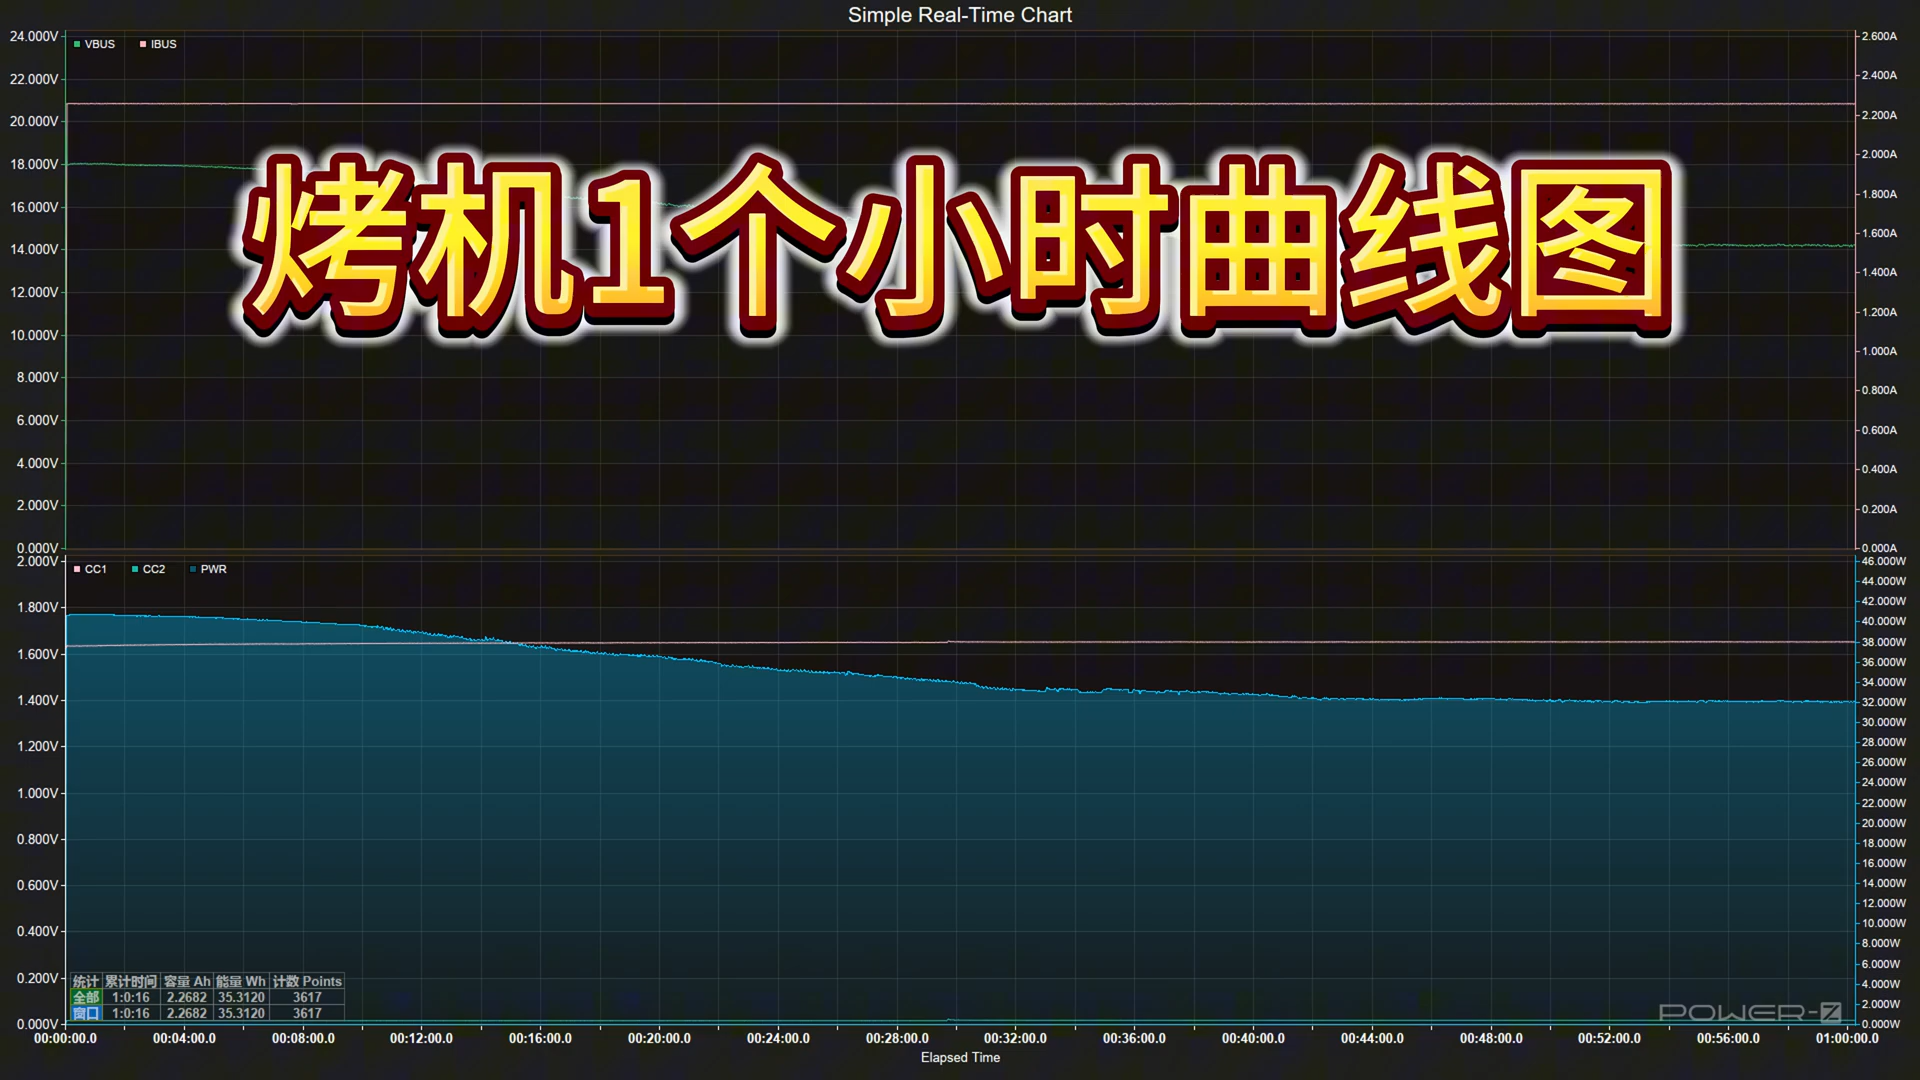 Simple Real-Time Chart
VBUS IBUS
24.000V
22.000V
20.000V
18.000V
16.000V
14.000V
12.000V
10.000V
8.000V
6.000V
4.000V
2.000V
0.000V
2.600A
2.400A
2.200A
2.000A
1.800A
1.600A
1.400A
1.200A
1.000A
0.800A
0.600A
0.400A
0.200A
0.000A
烤机1个小时曲线图
CC1 CC2 PWR
2.000V
1.800V
1.600V
1.400V
1.200V
1.000V
0.800V
0.600V
0.400V
0.200V
0.000V
46.000W
44.000W
42.000W
40.000W
38.000W
36.000W
34.000W
32.000W
30.000W
28.000W
26.000W
24.000W
22.000W
20.000W
18.000W
16.000W
14.000W
12.000W
10.000W
8.000W
6.000W
4.000W
2.000W
0.000W
统计 累计时间 容量 Ah 能量 Wh 计数 Points
全部 1:0:16 2.2682 35.3120 3617
窗口 1:0:16 2.2682 35.3120 3617
POWER-Z
00:00:00.0 00:04:00.0 00:08:00.0 00:12:00.0 00:16:00.0 00:20:00.0 00:24:00.0 00:28:00.0 00:32:00.0 00:36:00.0 00:40:00.0 00:44:00.0 00:48:00.0 00:52:00.0 00:56:00.0 01:00:00.0
Elapsed Time